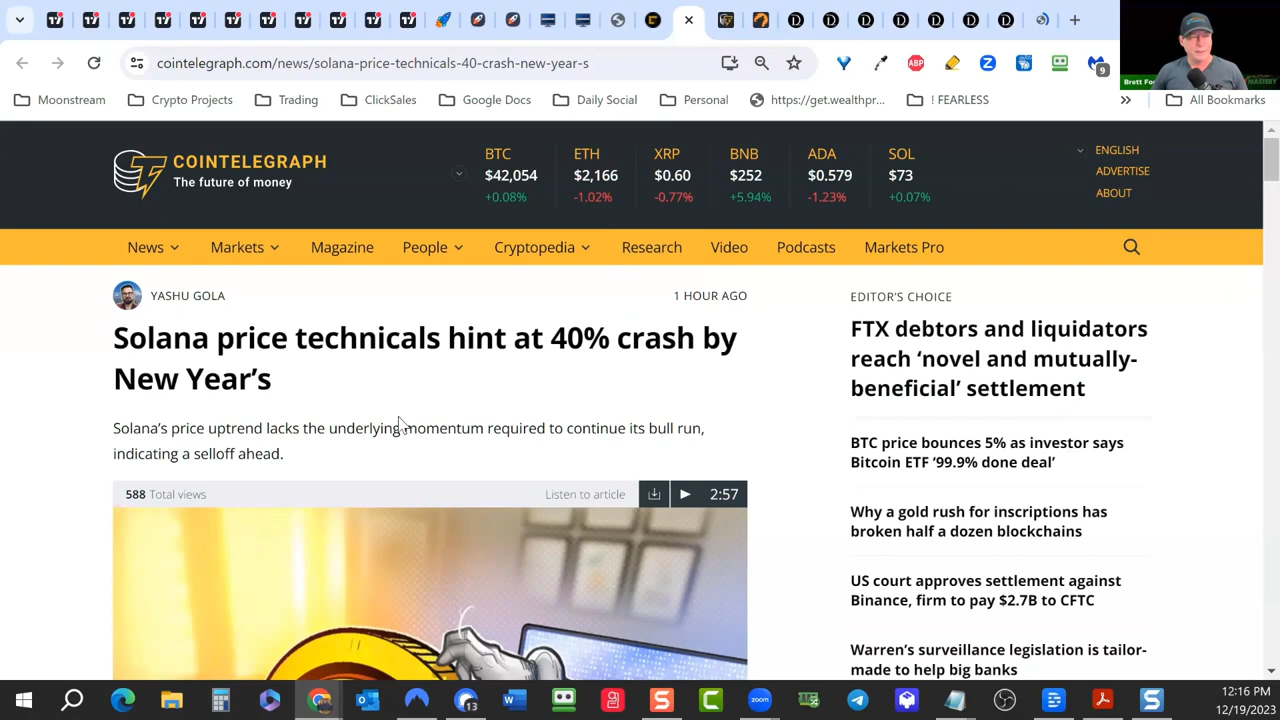 cointelegraph.com/news/solana-price-technicals-40-crash-new-year-s
ABP
9
Brett
MASTERY
Moonstream
Crypto Projects
Trading
ClickSales
Google Docs
Daily Social
Personal
https://get.wealthpr...
! FEARLESS
»
All Bookmarks
COINTELEGRAPH
The future of money
BTC
$42,054
+0.08%
ETH
$2,166
-1.02%
XRP
$0.60
-0.77%
BNB
$252
+5.94%
ADA
$0.579
-1.23%
SOL
$73
+0.07%
ENGLISH
ADVERTISE
ABOUT
News
Markets
Magazine
People
Cryptopedia
Research
Video
Podcasts
Markets Pro
YASHU GOLA
1 HOUR AGO
Solana price technicals hint at 40% crash by
New Year’s
Solana’s price uptrend lacks the underlying momentum required to continue its bull run,
indicating a selloff ahead.
588 Total views
Listen to article
2:57
EDITOR’S CHOICE
FTX debtors and liquidators
reach ‘novel and mutually-
beneficial’ settlement
BTC price bounces 5% as investor says
Bitcoin ETF ‘99.9% done deal’
Why a gold rush for inscriptions has
broken half a dozen blockchains
US court approves settlement against
Binance, firm to pay $2.7B to CFTC
Warren’s surveillance legislation is tailor-
made to help big banks
13
zoom
12:16 PM
12/19/2023